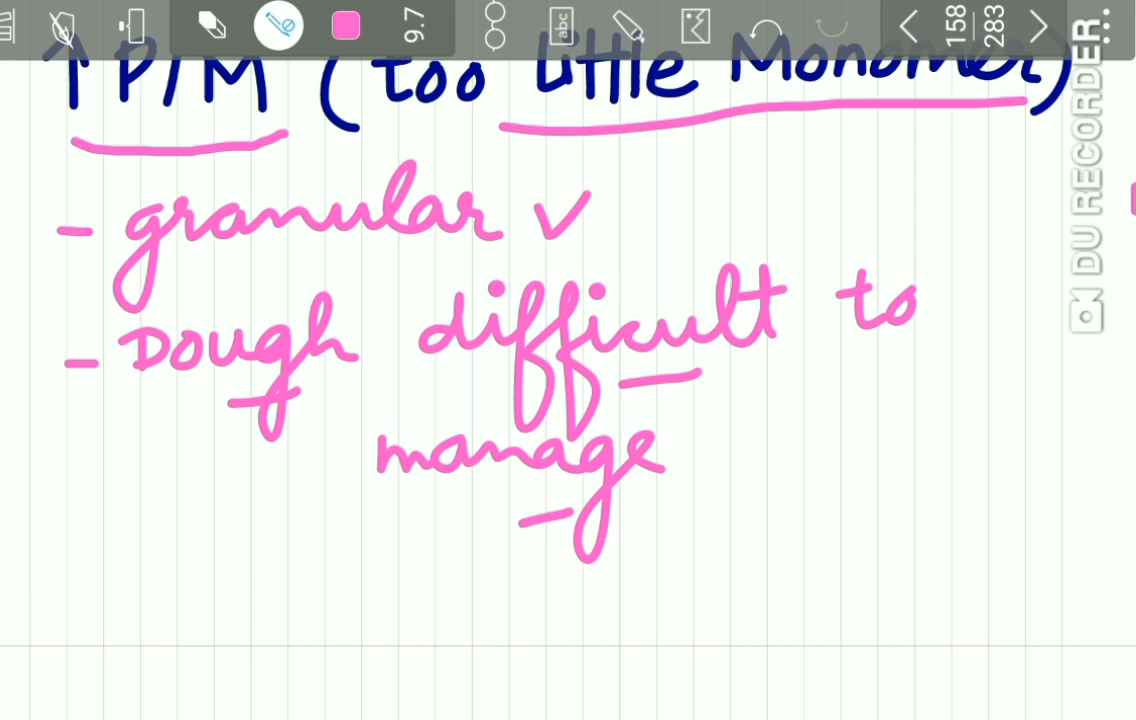 abc
9.7
158
283
↑ P/M (too little Monomer)
- granular ✓
- Dough difficult to
manage
DU RECORDER